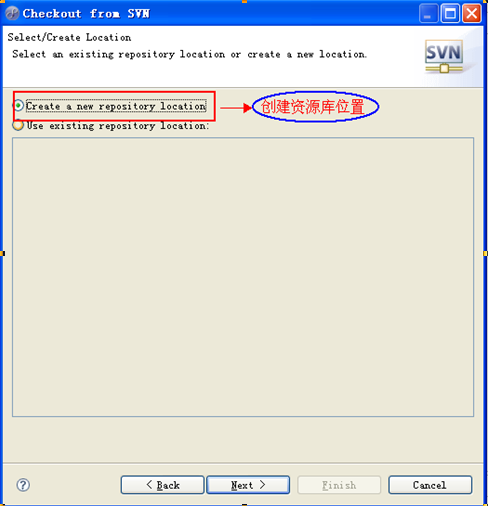 Checkout from SVN
Select/Create Location
Select an existing repository location or create a new location.
SVN
Create a new repository location
创建资源库位置
Use existing repository location:
?
< Back
Next >
Finish
Cancel